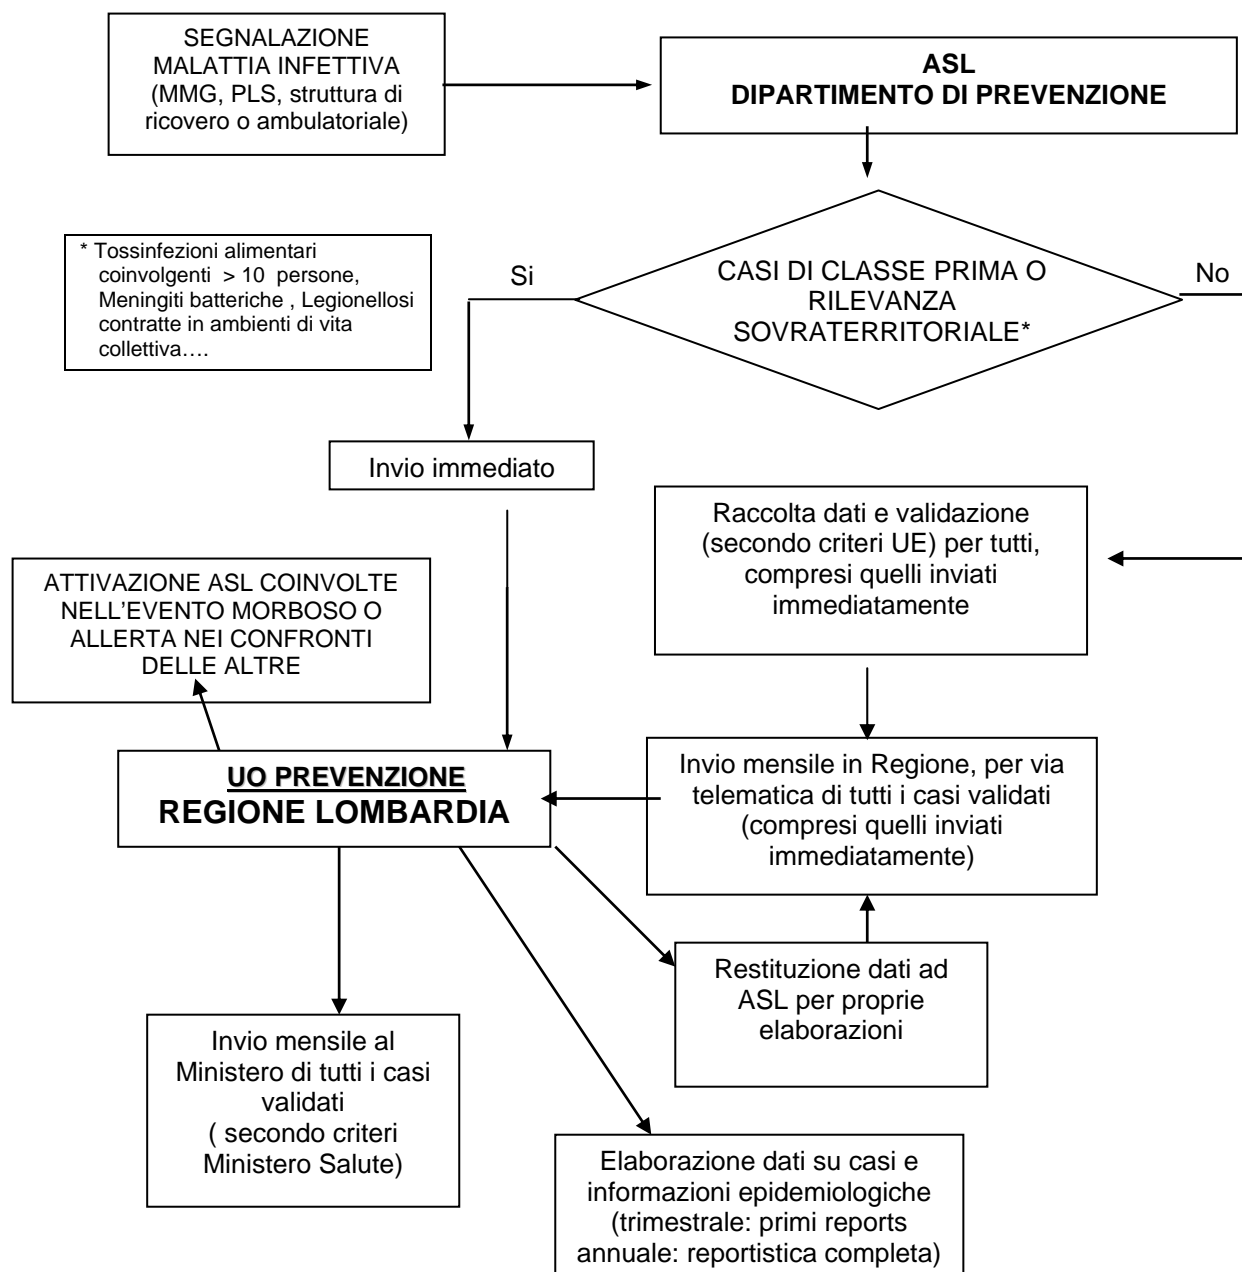 SEGNALAZIONE
MALATTIA INFETTIVA
(MMG, PLS, struttura di
ricovero o ambulatoriale)
ASL
DIPARTIMENTO DI PREVENZIONE
* Tossinfezioni alimentari
coinvolgenti > 10 persone,
Meningiti batteriche , Legionellosi
contratte in ambienti di vita
collettiva....
Si
CASI DI CLASSE PRIMA O
RILEVANZA
SOVRATERRITORIALE*
No
Invio immediato
Raccolta dati e validazione
(secondo criteri UE) per tutti,
compresi quelli inviati
immediatamente
ATTIVAZIONE ASL COINVOLTE
NELL'EVENTO MORBOSO O
ALLERTA NEI CONFRONTI
DELLE ALTRE
UO PREVENZIONE
REGIONE LOMBARDIA
Invio mensile in Regione, per via
telematica di tutti i casi validati
(compresi quelli inviati
immediatamente)
Restituzione dati ad
ASL per proprie
elaborazioni
Invio mensile al
Ministero di tutti i casi
validati
( secondo criteri
Ministero Salute)
Elaborazione dati su casi e
informazioni epidemiologiche
(trimestrale: primi reports
annuale: reportistica completa)